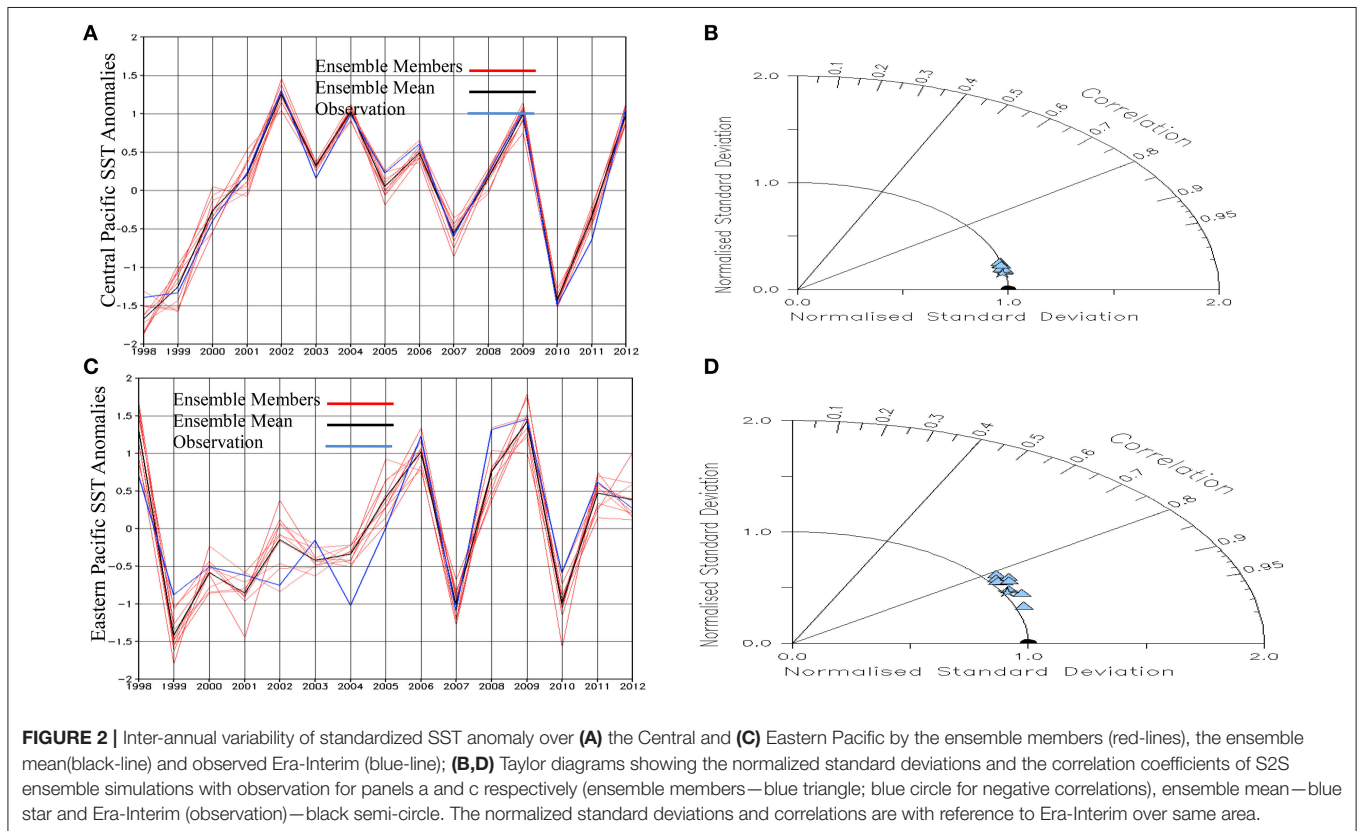 A
Central Pacific SST Anomalies
2
1.5
1
0.5
0
-0.5
-1
-1.5
-2
Ensemble Members
Ensemble Mean
Observation
1998 1999 2000 2001 2002 2003 2004 2005 2006 2007 2008 2009 2010 2011 2012
B
Normalised Standard Deviation
2.0
1.0
0.0
0.1 0.2 0.3 0.4 0.5 0.6 0.7 0.8 0.9 0.95
Correlation
0.0 1.0 2.0
Normalised Standard Deviation
C
Eastern Pacific SST Anomalies
2
1.5
1
0.5
0
-0.5
-1
-1.5
-2
Ensemble Members
Ensemble Mean
Observation
1998 1999 2000 2001 2002 2003 2004 2005 2006 2007 2008 2009 2010 2011 2012
D
Normalised Standard Deviation
2.0
1.0
0.0
0.1 0.2 0.3 0.4 0.5 0.6 0.7 0.8 0.9 0.95
Correlation
0.0 1.0 2.0
Normalised Standard Deviation
FIGURE 2 | Inter-annual variability of standardized SST anomaly over (A) the Central and (C) Eastern Pacific by the ensemble members (red-lines), the ensemble
mean(black-line) and observed Era-Interim (blue-line); (B,D) Taylor diagrams showing the normalized standard deviations and the correlation coefficients of S2S
ensemble simulations with observation for panels a and c respectively (ensemble members—blue triangle; blue circle for negative correlations), ensemble mean—blue
star and Era-Interim (observation)—black semi-circle. The normalized standard deviations and correlations are with reference to Era-Interim over same area.